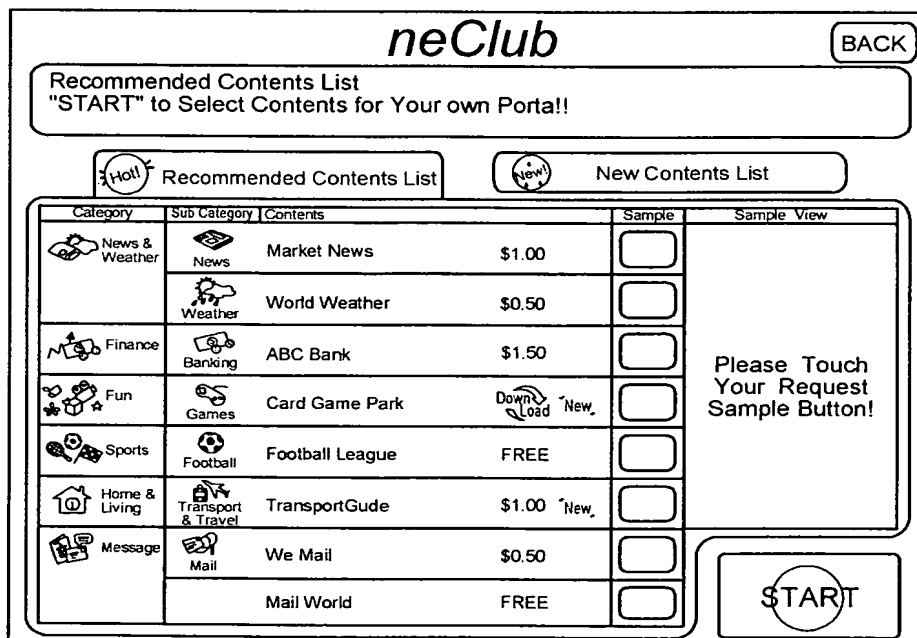 neClub
BACK
Recommended Contents List
"START" to Select Contents for Your own Porta!!
Hot! Recommended Contents List
New! New Contents List
Category Sub Category Contents Sample Sample View
News & Weather News Market News $1.00
Weather World Weather $0.50
Finance Banking ABC Bank $1.50
Fun Games Card Game Park Down Load New
Sports Football Football League FREE
Home & Living Transport & Travel TransportGude $1.00 New
Message Mail We Mail $0.50
Mail World FREE
Please Touch
Your Request
Sample Button!
START